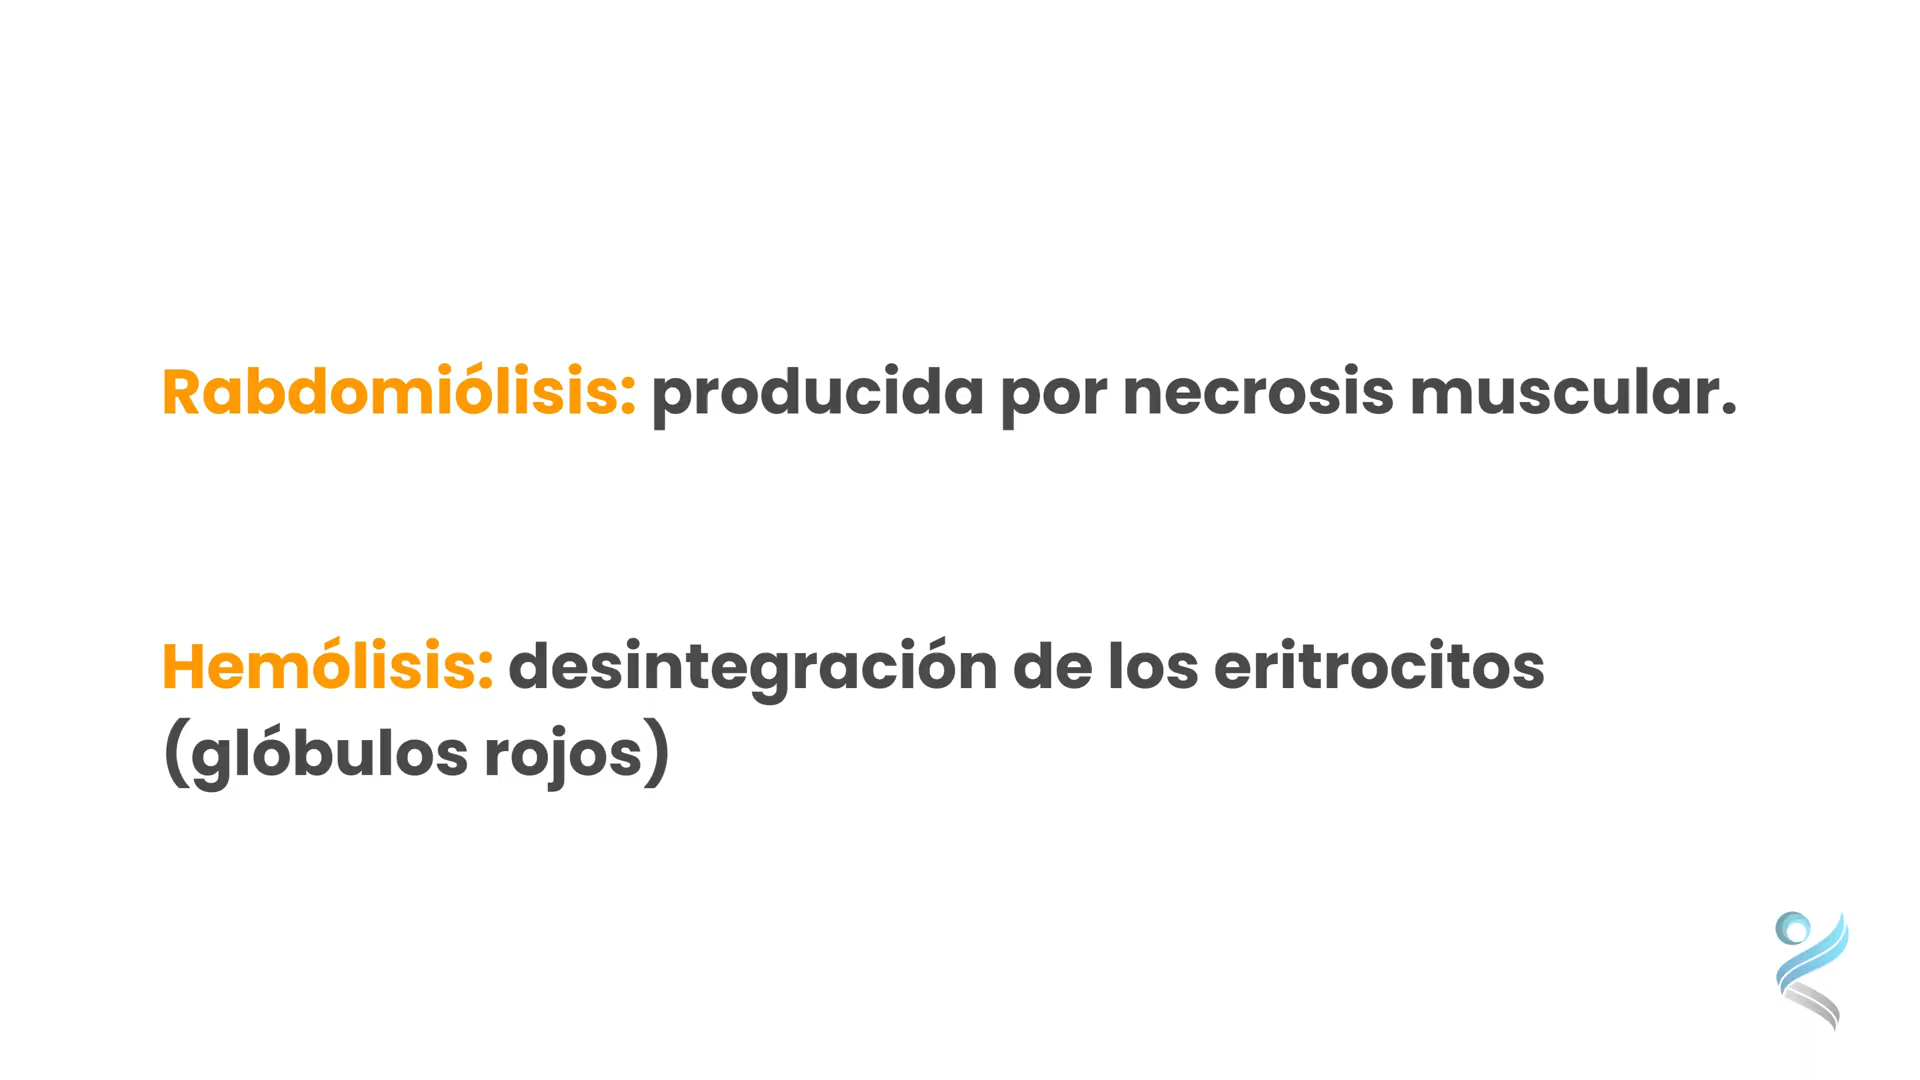 Rabdomiólisis: producida por necrosis muscular.
Hemólisis: desintegración de los eritrocitos
(glóbulos rojos)